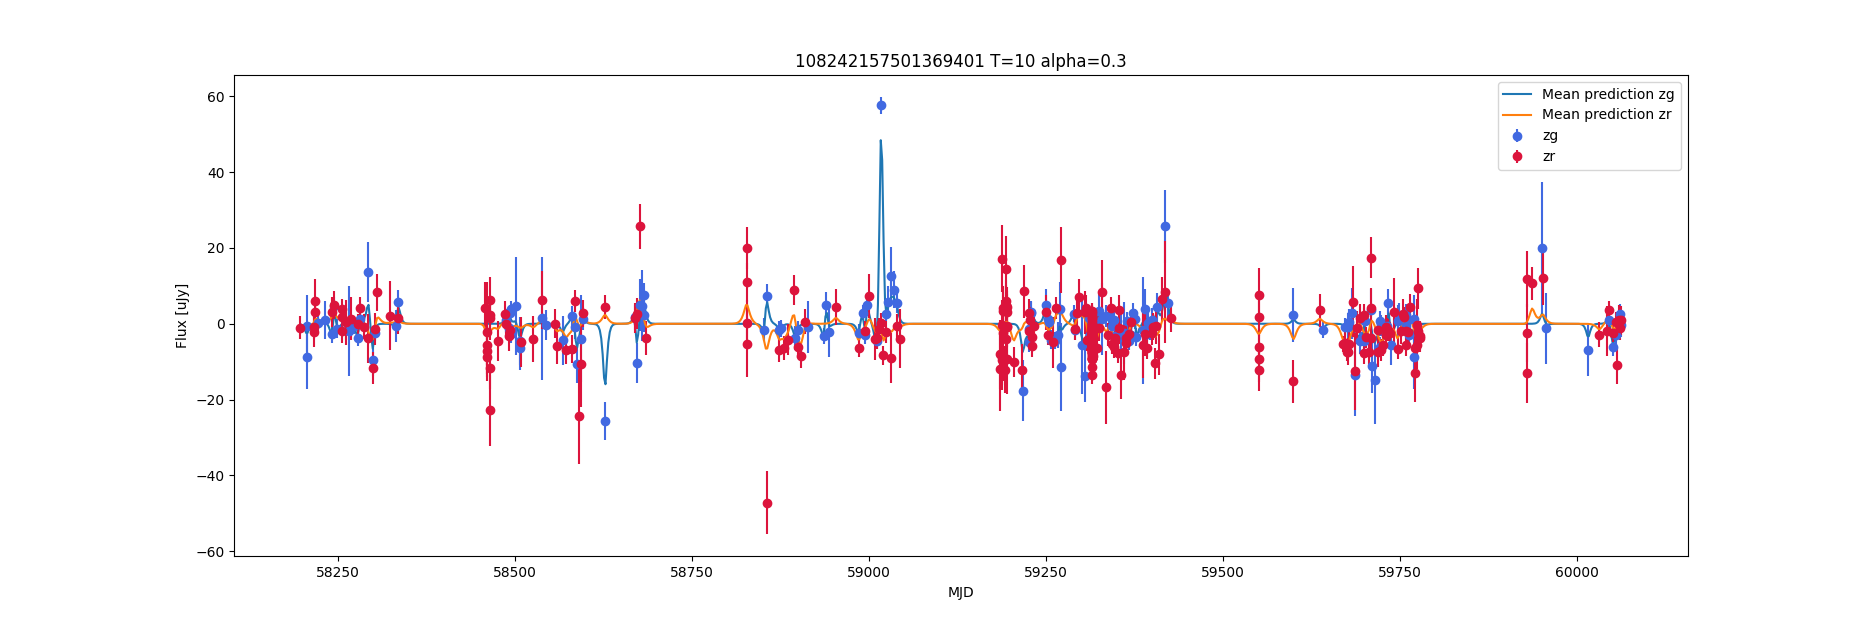 108242157501369401 T=10 alpha=0.3
Mean prediction zg
Mean prediction zr
zg
zr
Flux [uJy]
60
40
20
0
−20
−40
−60
58250 58500 58750 59000 59250 59500 59750 60000
MJD